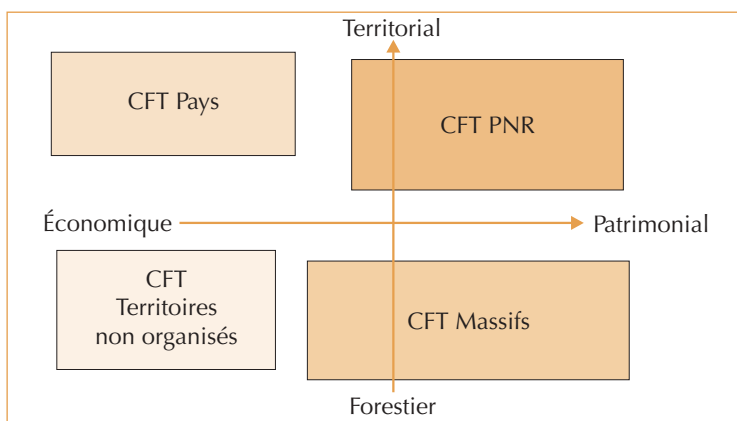 Territorial
CFT Pays
CFT PNR
Économique
Patrimonial
CFT
Territoires
non organisés
CFT Massifs
Forestier